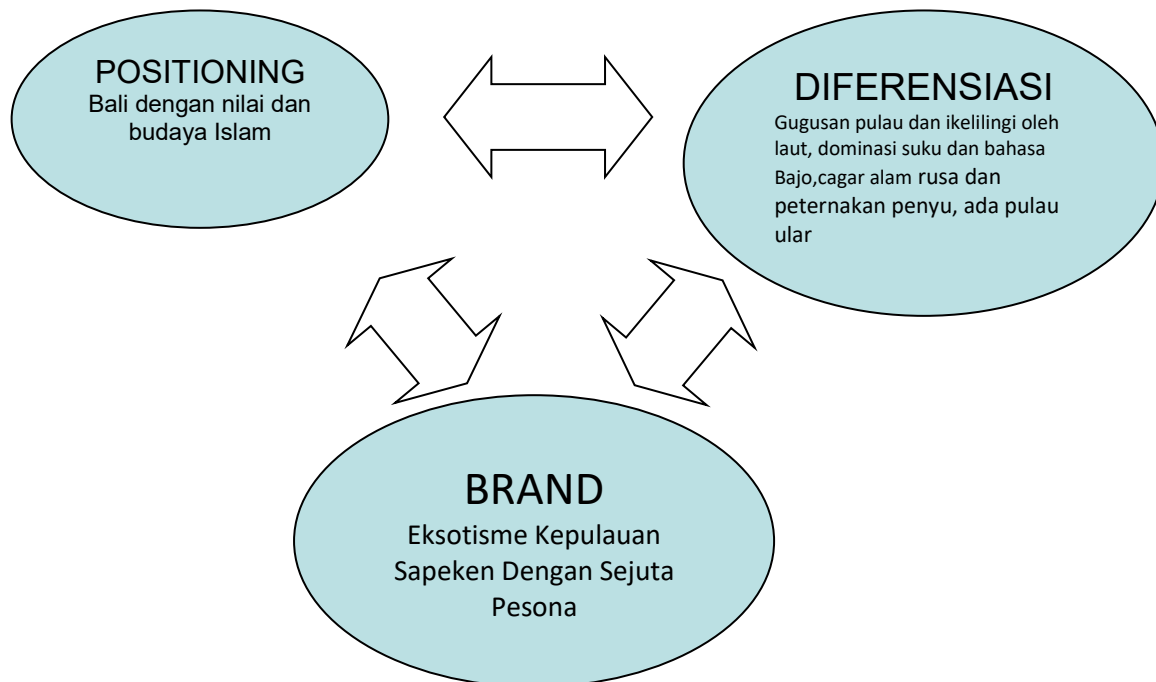 POSITIONING
Bali dengan nilai dan
budaya Islam
DIFERENSIASI
Gugusan pulau dan ikelilingi oleh
laut, dominasi suku dan bahasa
Bajo,cagar alam rusa dan
peternakan penyu, ada pulau
ular
BRAND
Eksotisme Kepulauan
Sapeken Dengan Sejuta
Pesona